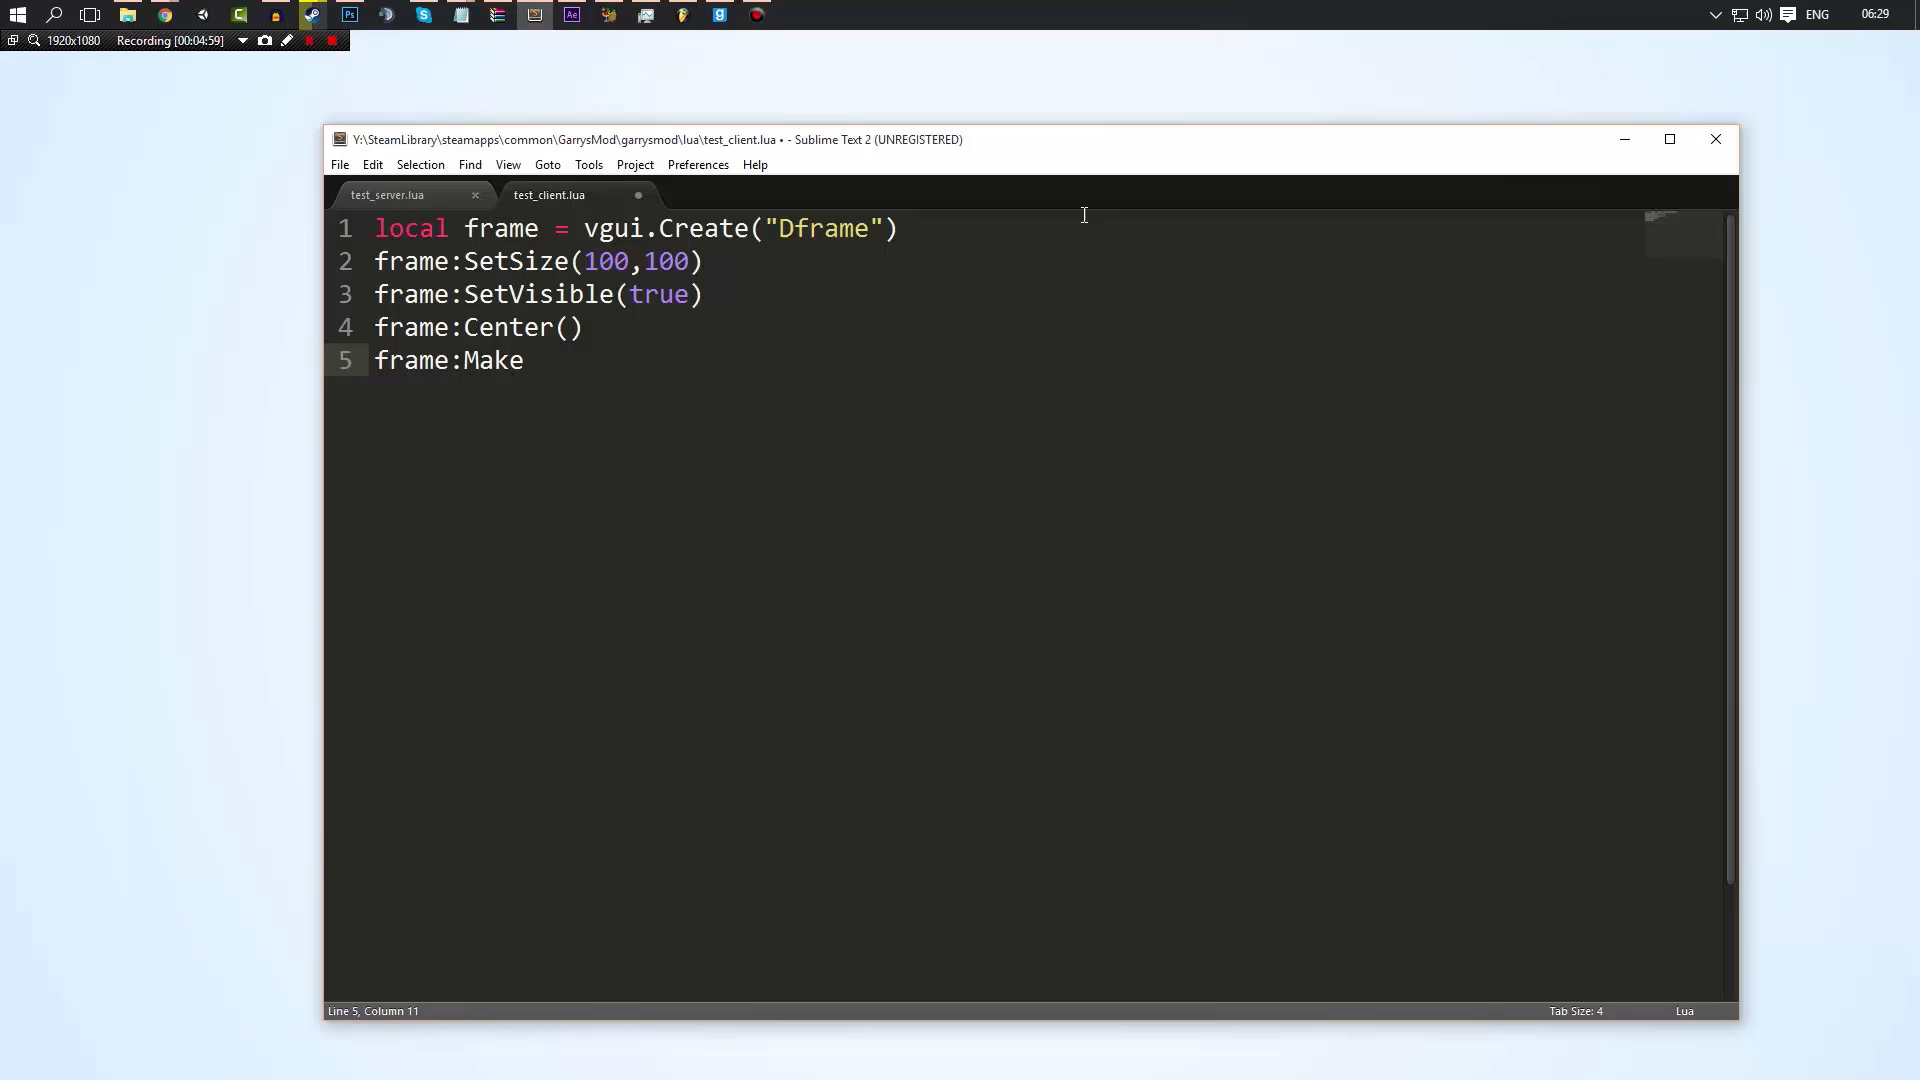 Ps
Ae
ENG
06:29
1920x1080
Recording [00:04:59]
Y:\SteamLibrary\steamapps\common\GarrysMod\garrysmod\lua\test_client.lua • - Sublime Text 2 (UNREGISTERED)
File Edit Selection Find View Goto Tools Project Preferences Help
test_server.lua
test_client.lua
1 local frame = vgui.Create("Dframe")
2 frame:SetSize(100,100)
3 frame:SetVisible(true)
4 frame:Center()
5 frame:Make
Line 5, Column 11
Tab Size: 4
Lua